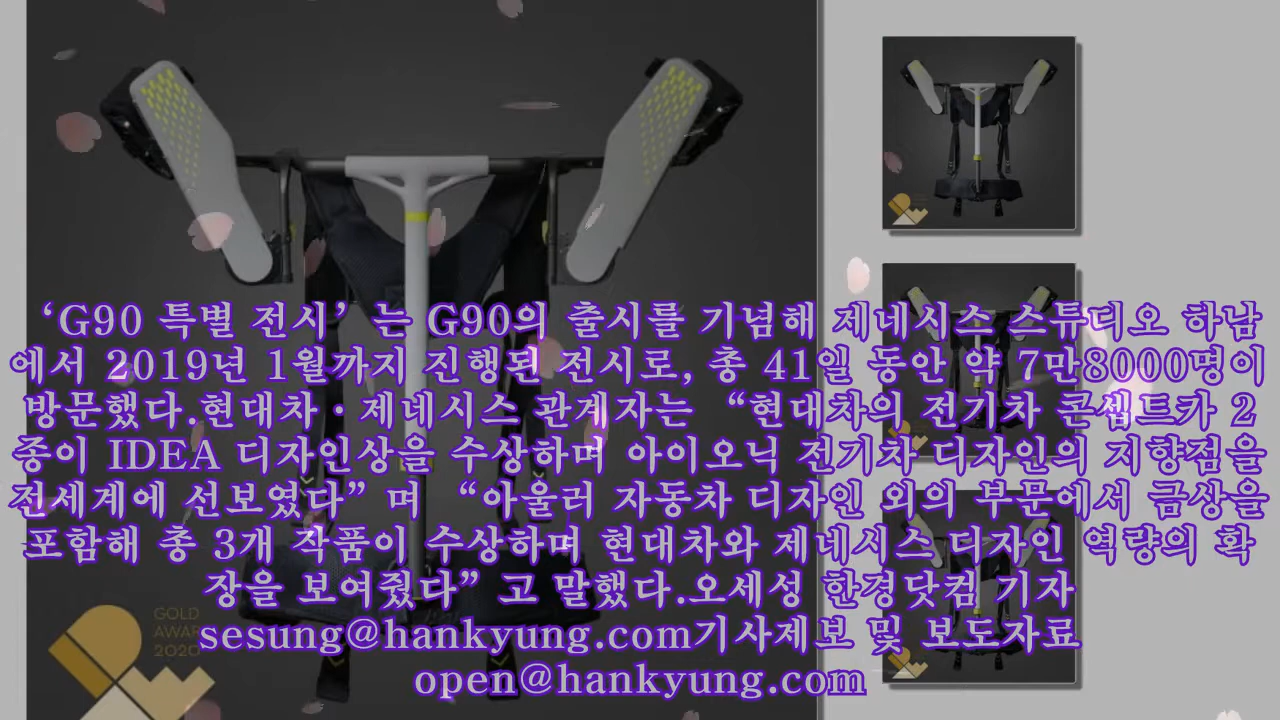 ‘G90 특별 전시’는 G90의 출시를 기념해 제네시스 스튜디오 하남
에서 2019년 1월까지 진행된 전시로, 총 41일 동안 약 7만8000명이
방문했다.현대차·제네시스 관계자는 “현대차의 전기차 콘셉트카 2
종이 IDEA 디자인상을 수상하며 아이오닉 전기차 디자인의 지향점을
전세계에 선보였다”며 “아울러 자동차 디자인 외의 부문에서 금상을
포함해 총 3개 작품이 수상하며 현대차와 제네시스 디자인 역량의 확
장을 보여줬다”고 말했다.오세성 한경닷컴 기자
sesung@hankyung.com기사제보 및 보도자료
open@hankyung.com
GOLD
AWAR
2020